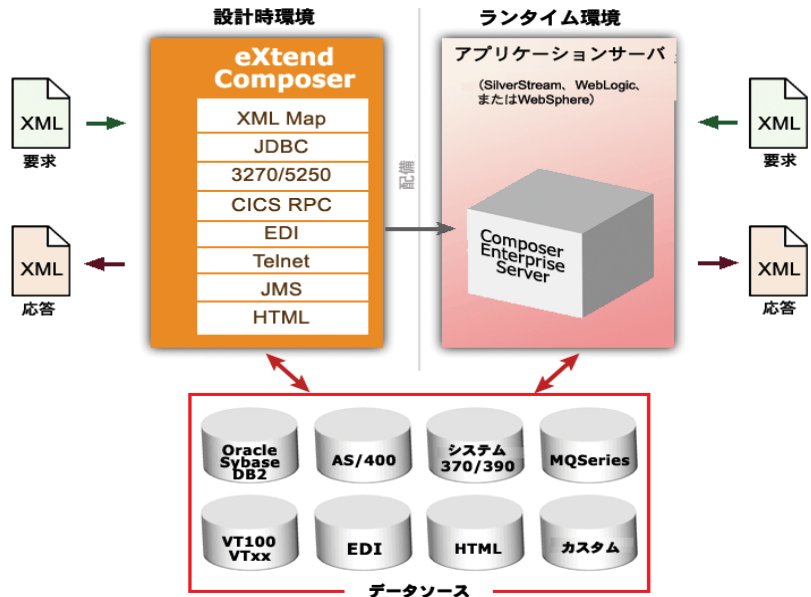 設計時環境
ランタイム環境
eXtend
Composer
XML Map
JDBC
3270/5250
CICS RPC
EDI
Telnet
JMS
HTML
XML
要求
XML
応答
配備
アプリケーションサーバ
（SilverStream、WebLogic、
またはWebSphere）
Composer
Enterprise
Server
XML
要求
XML
応答
Oracle
Sybase
DB2
AS/400
システム
370/390
MQSeries
VT100
VTxx
EDI
HTML
カスタム
データソース